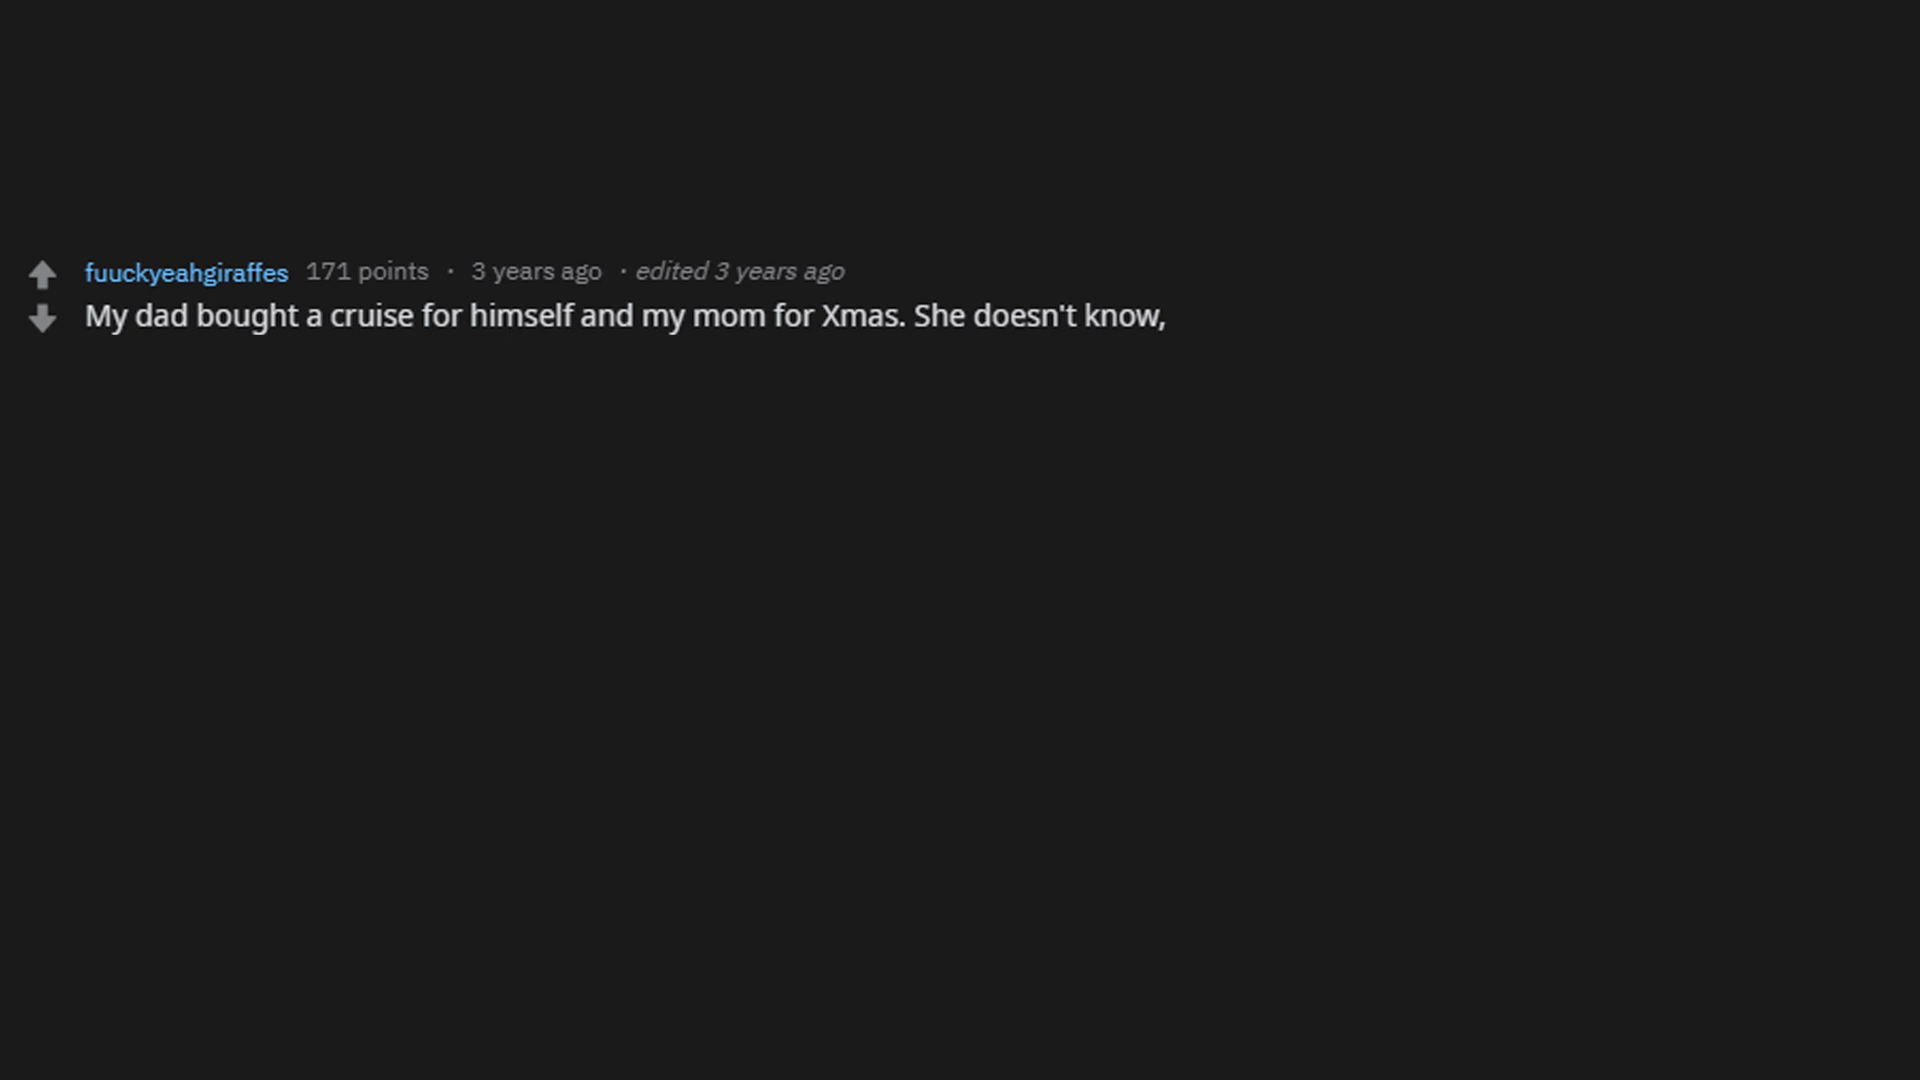 fuuckyeahgiraffes 171 points · 3 years ago · edited 3 years ago
My dad bought a cruise for himself and my mom for Xmas. She doesn't know,